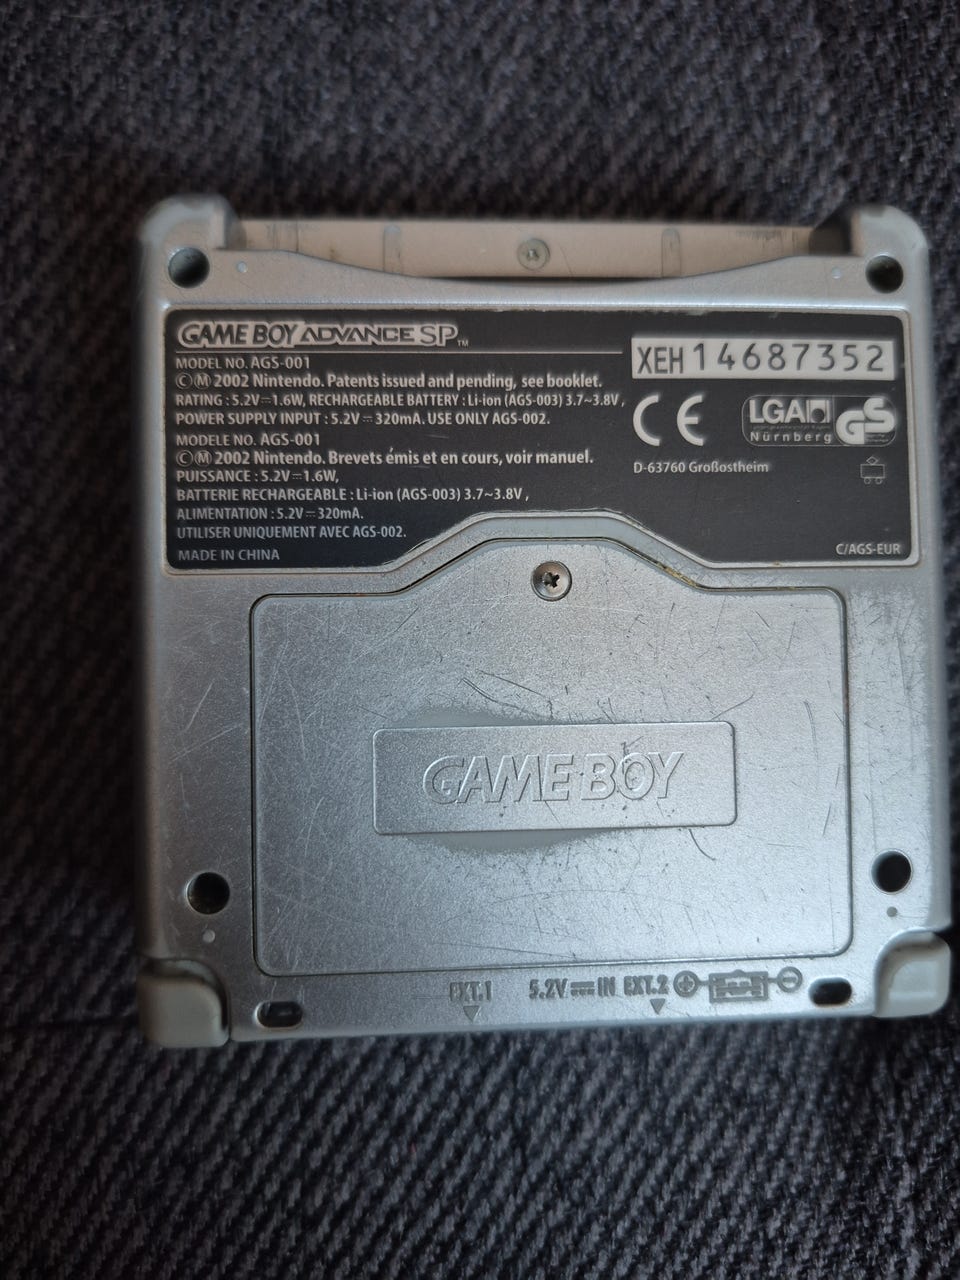 GAME BOY ADVANCE SP™
MODEL NO. AGS-001
ⒸⓂ 2002 Nintendo. Patents issued and pending, see booklet.
RATING : 5.2V⎓1.6W, RECHARGEABLE BATTERY : Li-ion (AGS-003) 3.7~3.8V,
POWER SUPPLY INPUT : 5.2V⎓320mA. USE ONLY AGS-002.
MODELE NO. AGS-001
ⒸⓂ 2002 Nintendo. Brevets émis et en cours, voir manuel.
PUISSANCE : 5.2V⎓1.6W,
BATTERIE RECHARGEABLE : Li-ion (AGS-003) 3.7~3.8V,
ALIMENTATION : 5.2V⎓320mA.
UTILISER UNIQUEMENT AVEC AGS-002.
MADE IN CHINA
XEH14687352
CE
LGA
Nürnberg
GS
D-63760 Großostheim
C/AGS-EUR
GAME BOY
EXT.1
5.2V⎓IN EXT.2